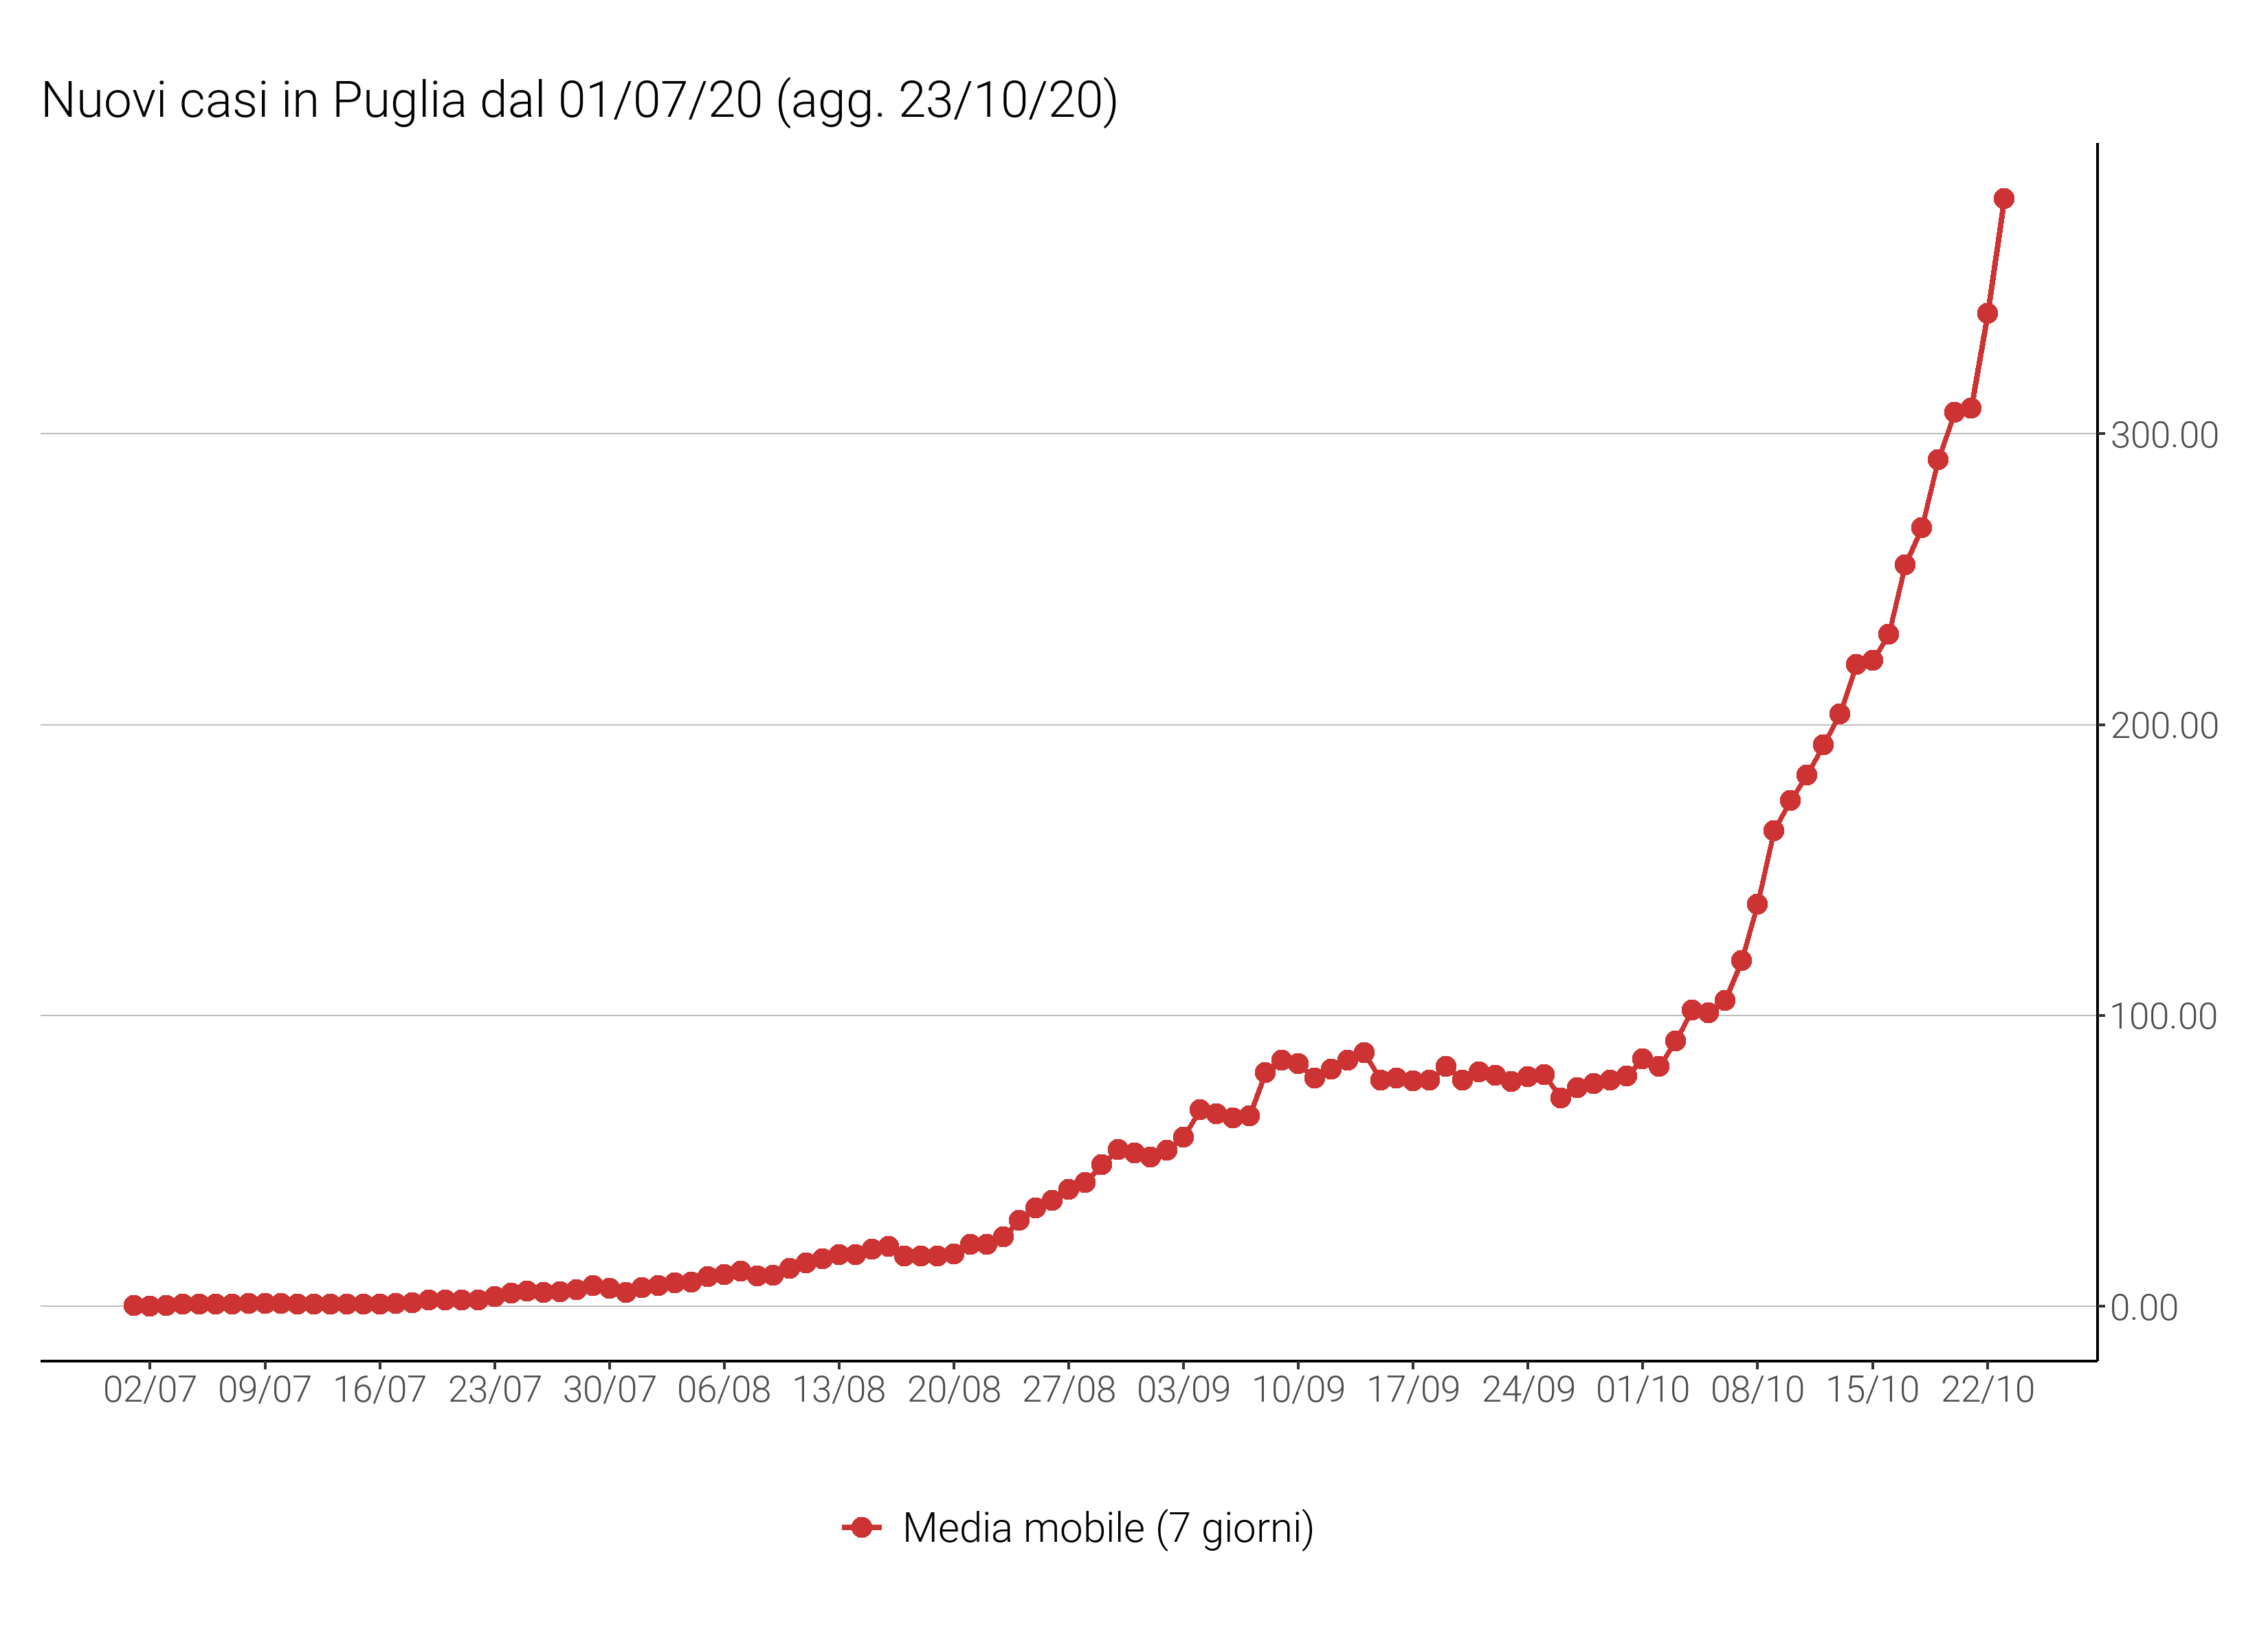 Nuovi casi in Puglia dal 01/07/20 (agg. 23/10/20)
300.00
200.00
100.00
0.00
02/07 09/07 16/07 23/07 30/07 06/08 13/08 20/08 27/08 03/09 10/09 17/09 24/09 01/10 08/10 15/10 22/10
Media mobile (7 giorni)